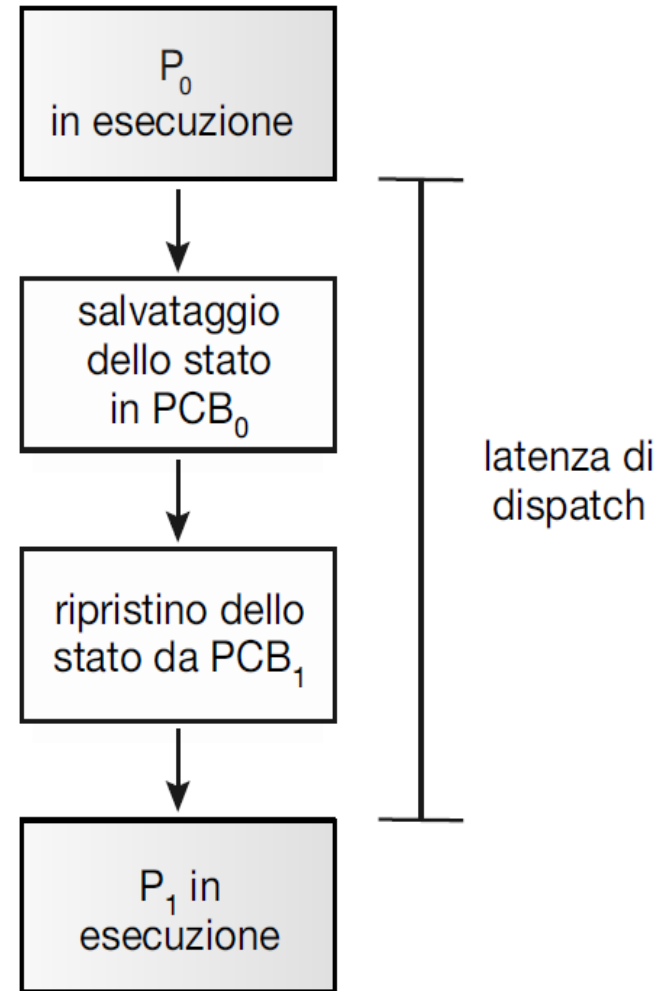 P₀
in esecuzione
salvataggio
dello stato
in PCB₀
latenza di
dispatch
ripristino dello
stato da PCB₁
P₁ in
esecuzione